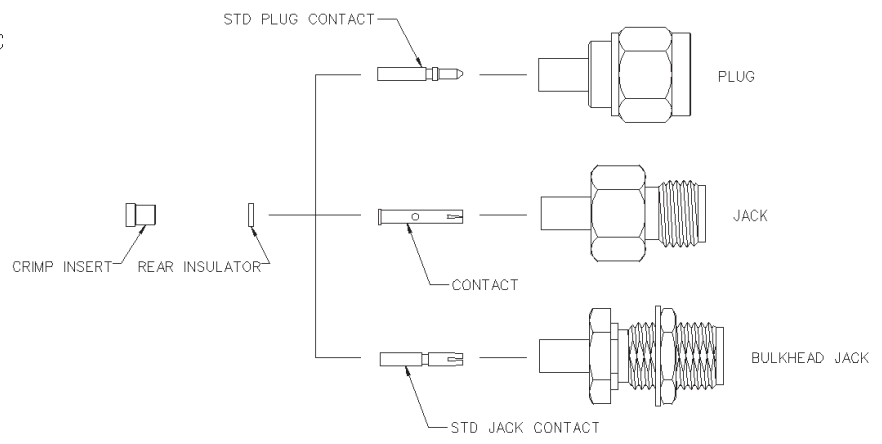 STD PLUG CONTACT
PLUG
JACK
CRIMP INSERT
REAR INSULATOR
CONTACT
BULKHEAD JACK
STD JACK CONTACT